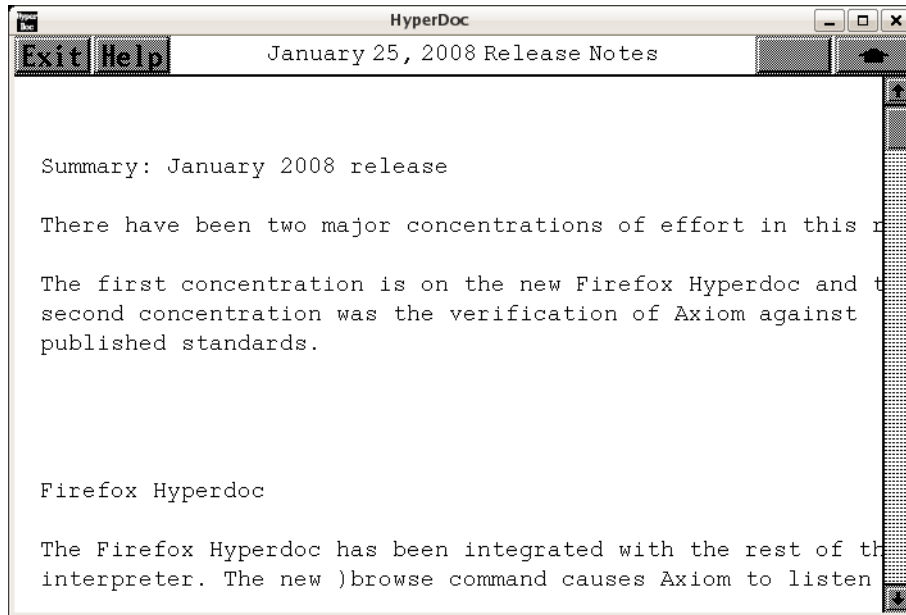 Hyper Doc
HyperDoc
Exit Help January 25, 2008 Release Notes
Summary: January 2008 release
There have been two major concentrations of effort in this
The first concentration is on the new Firefox Hyperdoc and
second concentration was the verification of Axiom against
published standards.
Firefox Hyperdoc
The Firefox Hyperdoc has been integrated with the rest of
interpreter. The new )browse command causes Axiom to listen